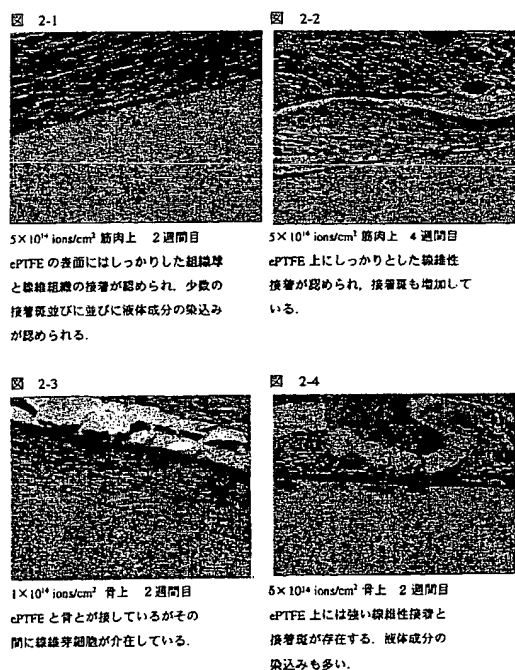 図 2-1
5×10¹⁴ ions/cm² 筋肉上 2週間目
ePTFE の表面にはしっかりした組織球
と線維組織の接着が認められ、少数の
接着斑並びに並びに液体成分の染込み
が認められる.
図 2-2
5×10¹⁴ ions/cm² 筋肉上 4週間目
ePTFE 上にしっかりとした線維性
接着が認められ、接着斑も増加して
いる.
図 2-3
1×10¹⁴ ions/cm² 骨上 2週間目
ePTFE と骨とが接しているがその
間に線維芽細胞が介在している.
図 2-4
5×10¹⁴ ions/cm² 骨上 2週間目
ePTFE 上には強い線維性接着と
接着斑が存在する. 液体成分の
染込みも多い.